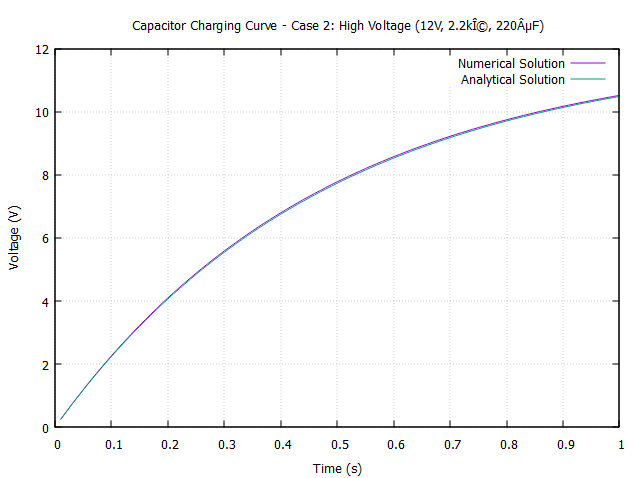 Capacitor Charging Curve - Case 2: High Voltage (12V, 2.2kÎ©, 220ÂµF)
Numerical Solution
Analytical Solution
12
10
8
6
4
2
0
Voltage (V)
0 0.1 0.2 0.3 0.4 0.5 0.6 0.7 0.8 0.9 1
Time (s)